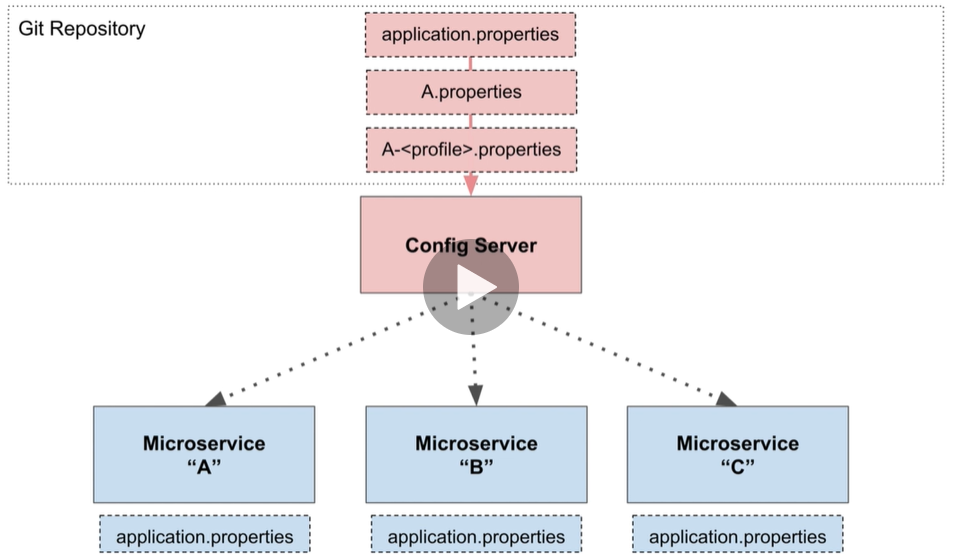 Git Repository
application.properties
A.properties
A-<profile>.properties
Config Server
Microservice
“A”
Microservice
“B”
Microservice
“C”
application.properties
application.properties
application.properties